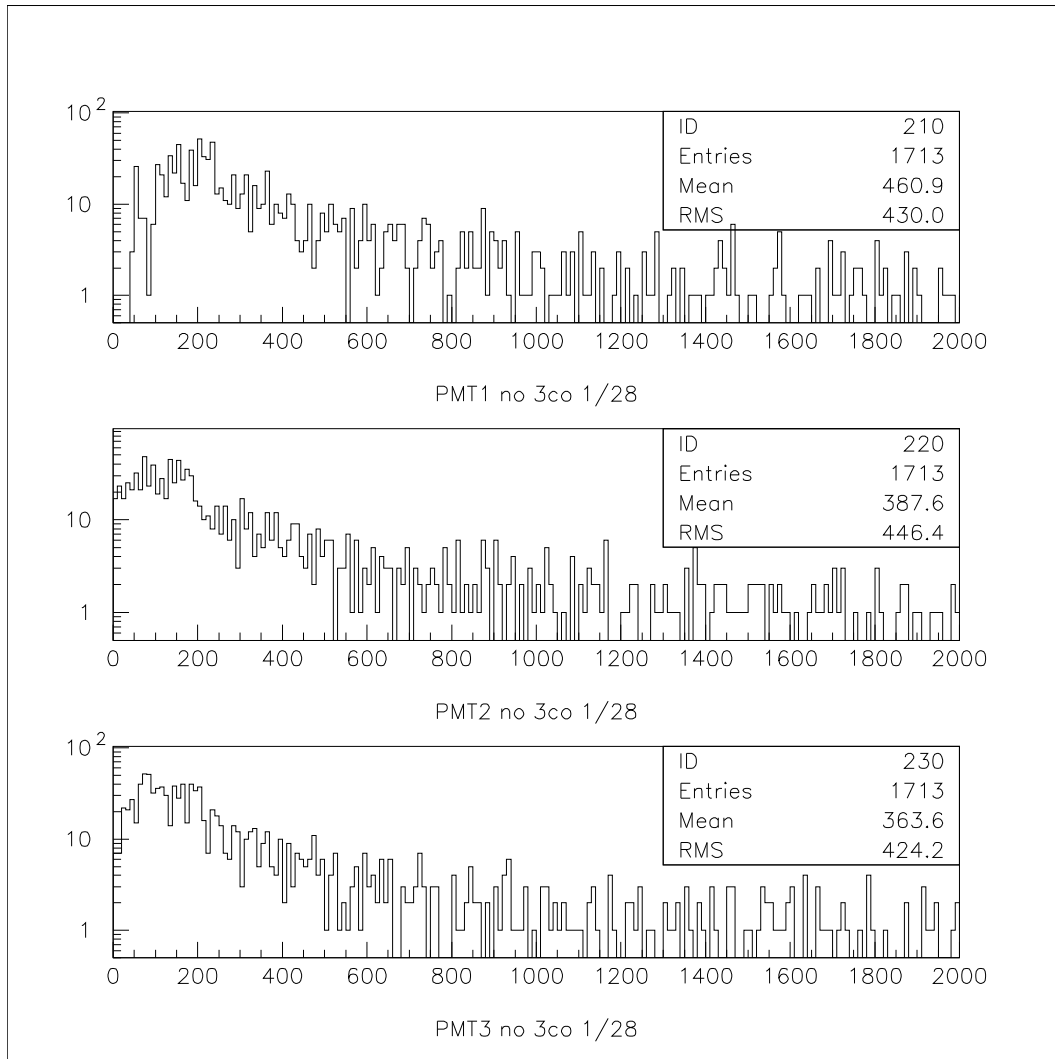 10²
ID 210
Entries 1713
Mean 460.9
RMS 430.0
10
1
0 200 400 600 800 1000 1200 1400 1600 1800 2000
PMT1 no 3co 1/28
ID 220
Entries 1713
Mean 387.6
RMS 446.4
10
1
0 200 400 600 800 1000 1200 1400 1600 1800 2000
PMT2 no 3co 1/28
10²
ID 230
Entries 1713
Mean 363.6
RMS 424.2
10
1
0 200 400 600 800 1000 1200 1400 1600 1800 2000
PMT3 no 3co 1/28